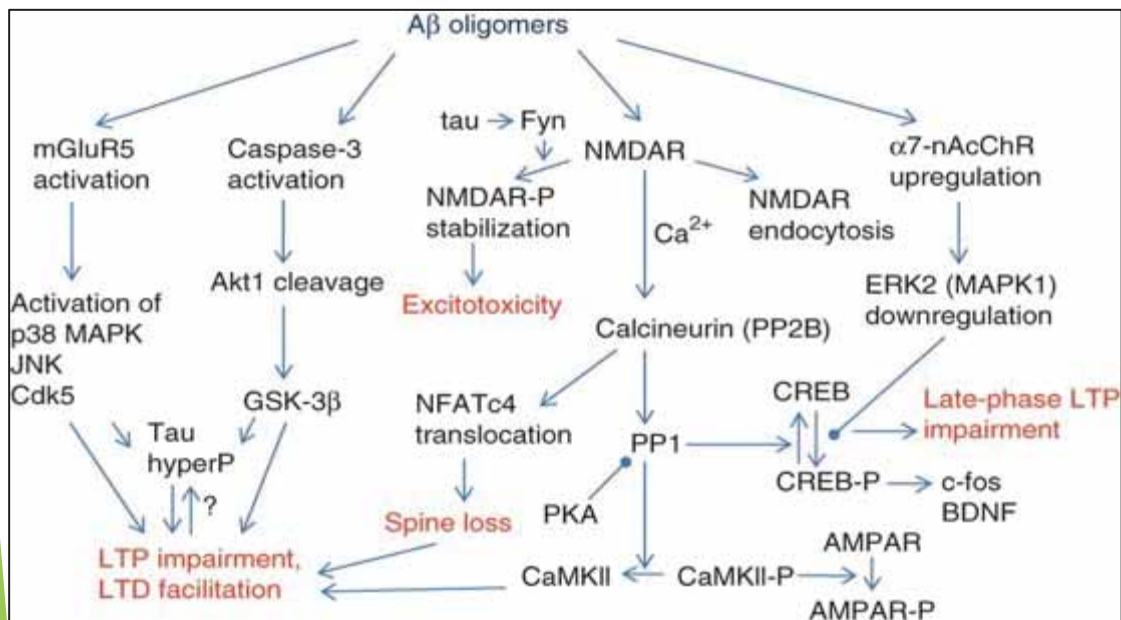 Aβ oligomers
mGluR5
activation
Caspase-3
activation
tau
Fyn
NMDAR
α7-nAcChR
upregulation
NMDAR-P
stabilization
NMDAR
endocytosis
Ca²⁺
Akt1 cleavage
Excitotoxicity
ERK2 (MAPK1)
downregulation
Activation of
p38 MAPK
JNK
Cdk5
Calcineurin (PP2B)
GSK-3β
NFATc4
translocation
CREB
Late-phase LTP
impairment
Tau
hyperP
PP1
?
CREB-P
c-fos
BDNF
Spine loss
PKA
AMPAR
LTP impairment,
LTD facilitation
CaMKII
CaMKII-P
AMPAR-P